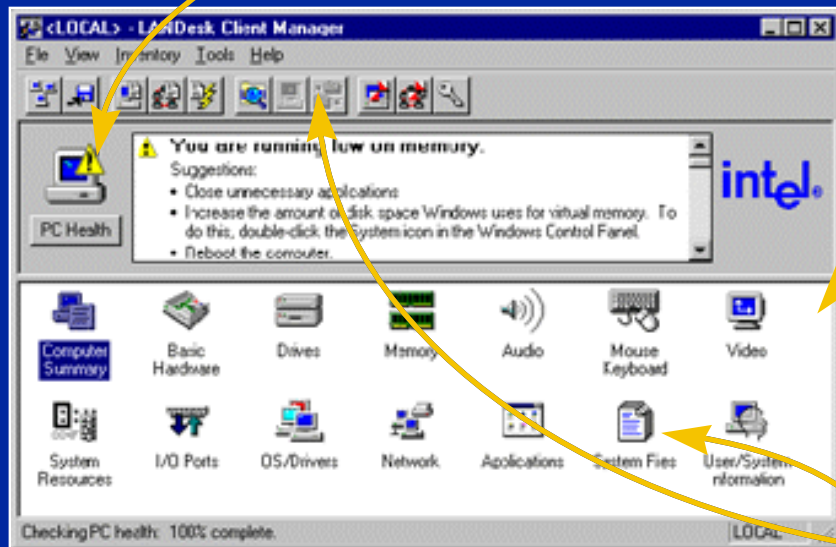 <LOCAL> - LANDesk Client Manager
File View Inventory Tools Help
You are running low on memory.
Suggestions:
• Close unnecessary applications
• Increase the amount of disk space Windows uses for virtual memory. To
do this, double-click the System icon in the Windows Control Panel.
• Reboot the computer.
PC Health
intel®
Computer Summary
Basic Hardware
Drives
Memory
Audio
Mouse Keyboard
Video
System Resources
I/O Ports
OS/Drivers
Network
Applications
System Files
User/System Information
Checking PC health: 100% complete.
LOCAL